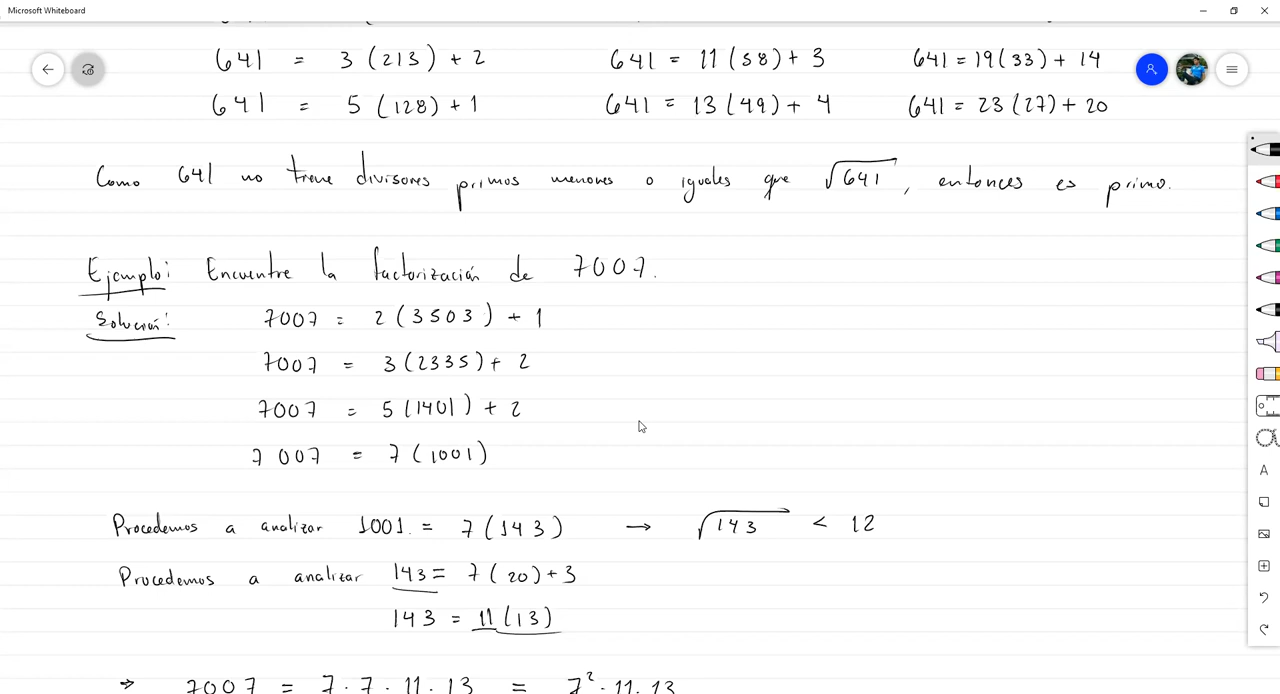 Microsoft Whiteboard
641 = 3 (213) + 2 641 = 11 (58) + 3 641 = 19 (33) + 14
641 = 5 (128) + 1 641 = 13 (49) + 4 641 = 23 (27) + 20
Como 641 no tiene divisores primos menores o iguales que √641, entonces es primo.
Ejemplo: Encuentre la factorización de 7007.
Solución: 7007 = 2 (3503) + 1
7007 = 3 (2335) + 2
7007 = 5 (1401) + 2
7007 = 7 (1001)
Procedemos a analizar 1001. = 7 (143) → √143 < 12
Procedemos a analizar 143 = 7 (20) + 3
143 = 11 (13)
⇒ 7007 = 7 · 7 · 11 · 13 = 7² · 11 · 13
A